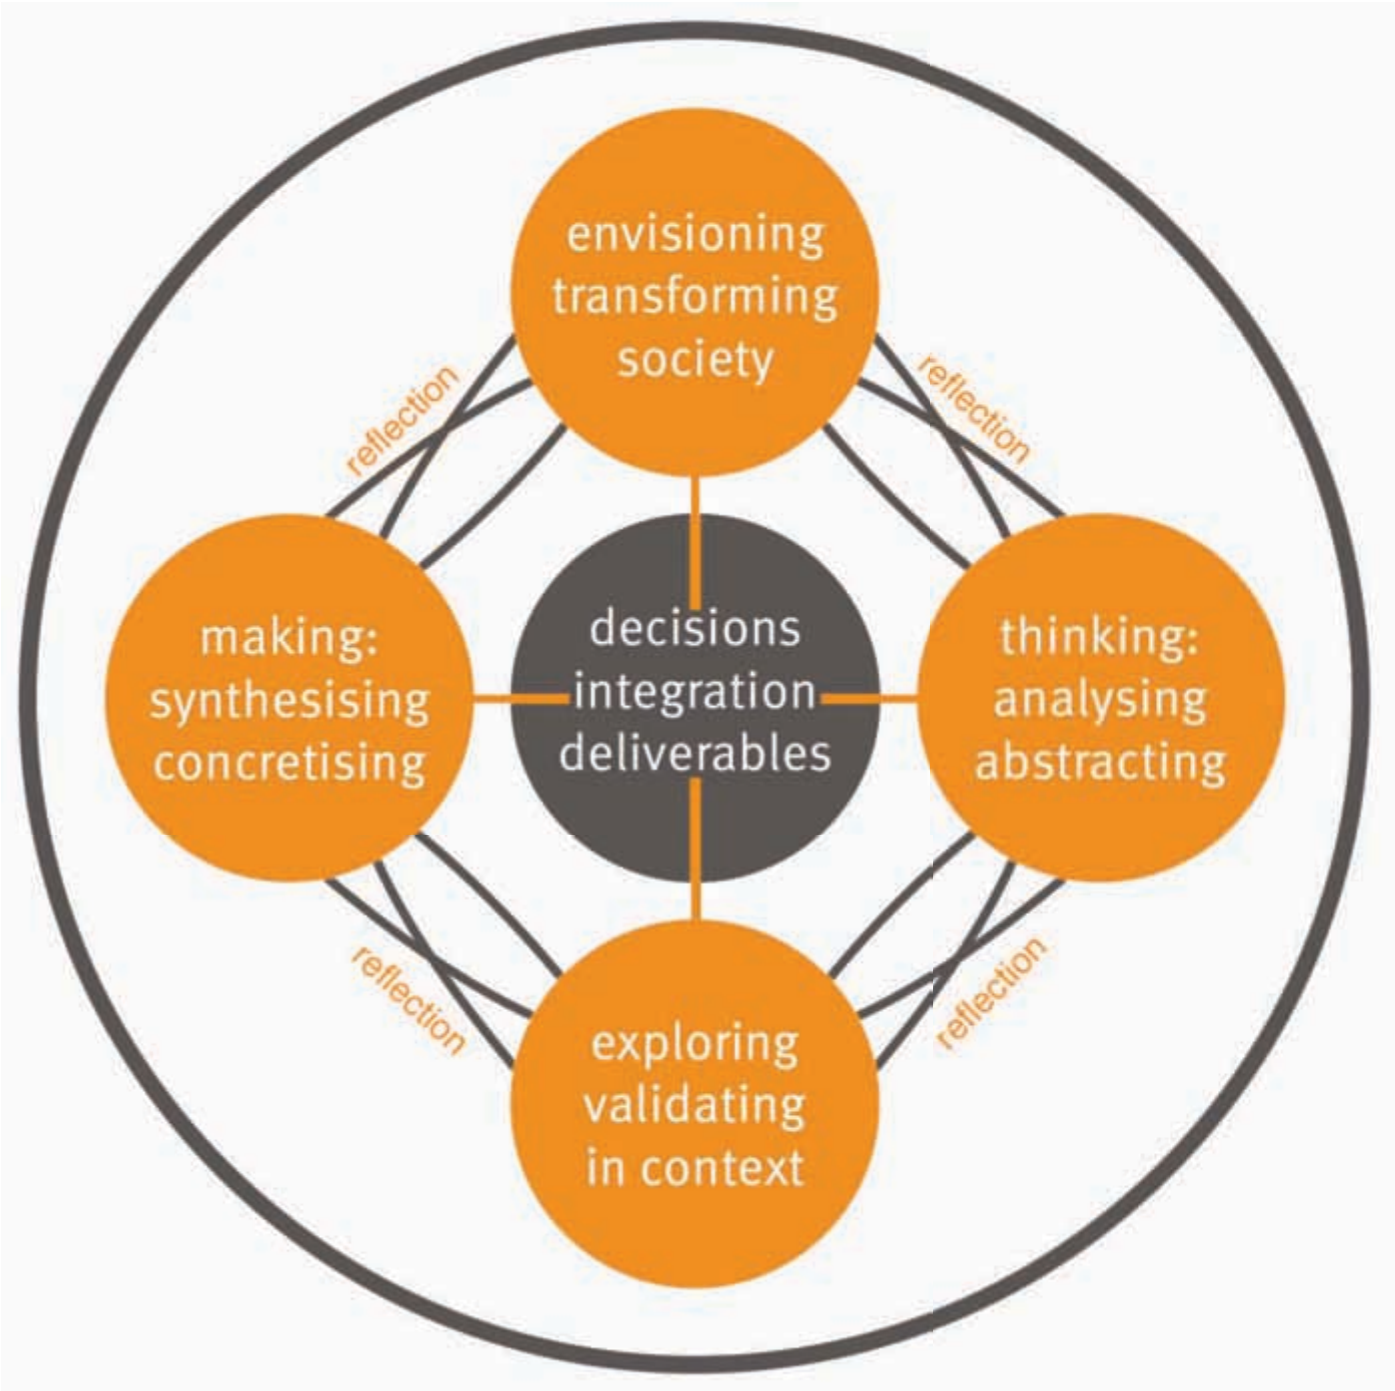 envisioning
transforming
society
reflection
reflection
making:
synthesising
concretising
decisions
integration
deliverables
thinking:
analysing
abstracting
reflection
reflection
exploring
validating
in context